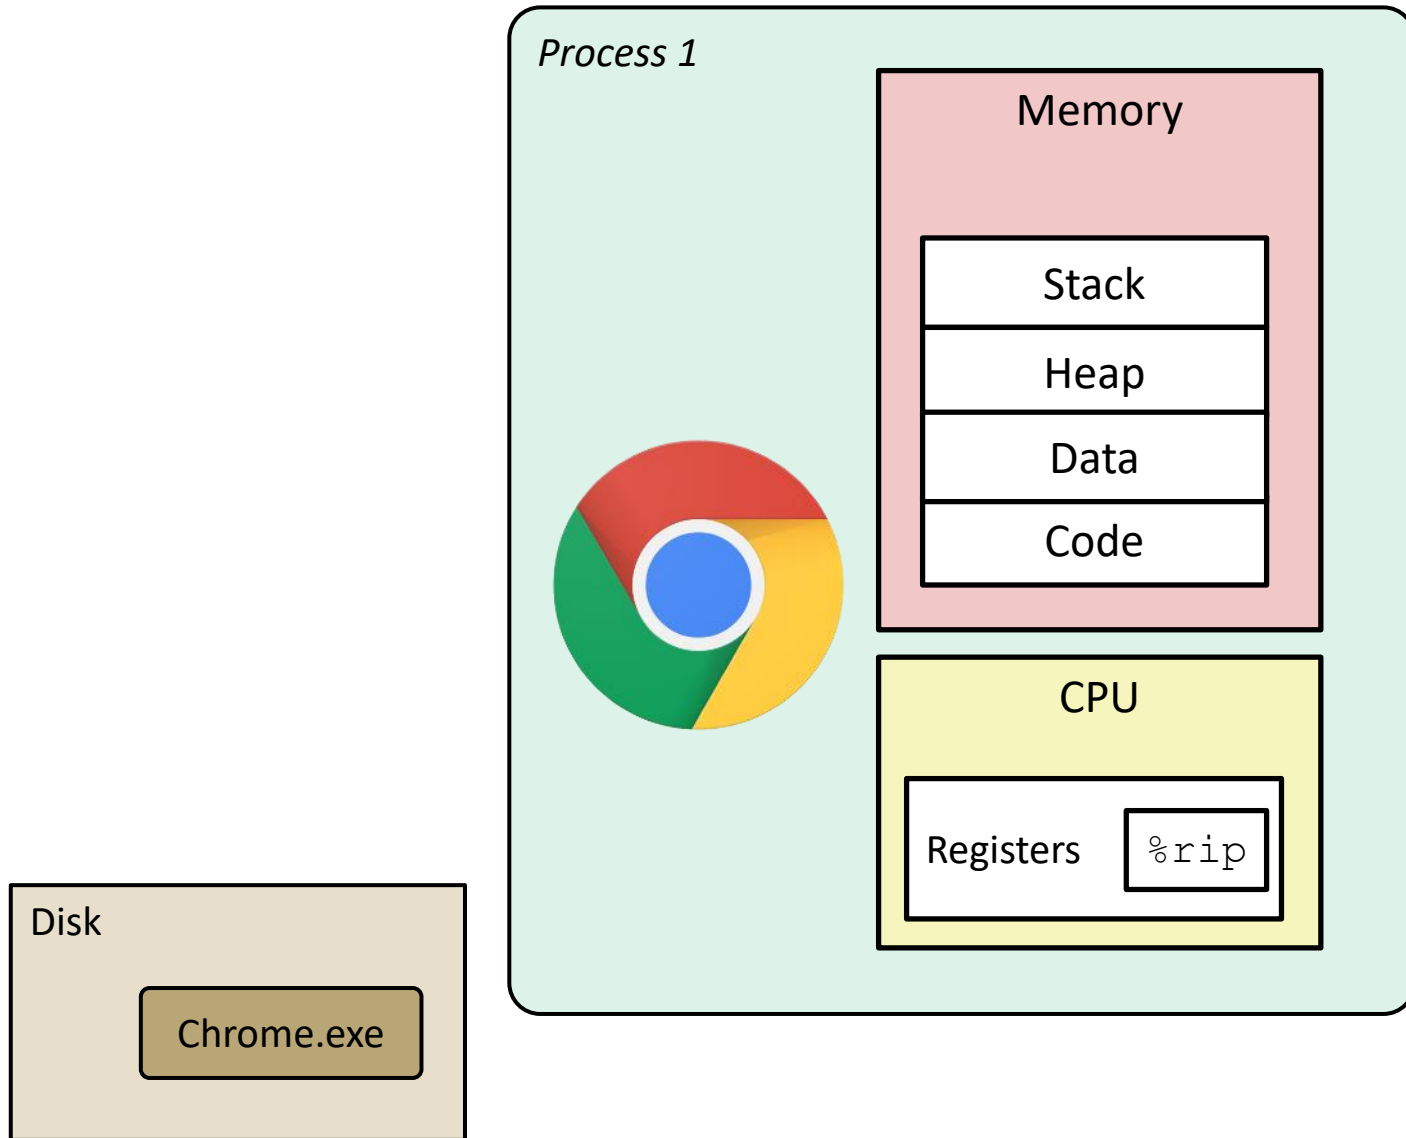 Process 1
Memory
Stack
Heap
Data
Code
CPU
Registers %rip
Disk
Chrome.exe